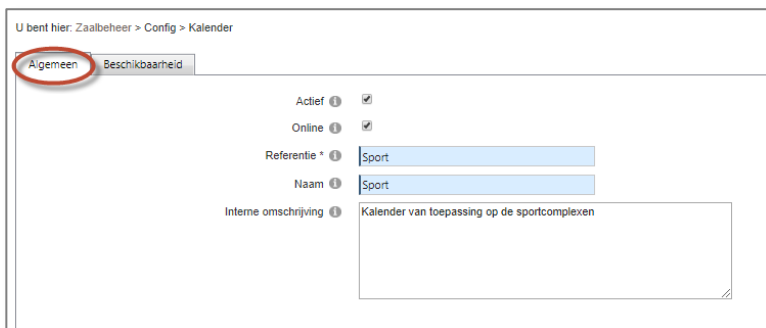 U bent hier: Zaalbeheer > Config > Kalender
Algemeen Beschikbaarheid
Actief
Online
Referentie * Sport
Naam Sport
Interne omschrijving Kalender van toepassing op de sportcomplexen